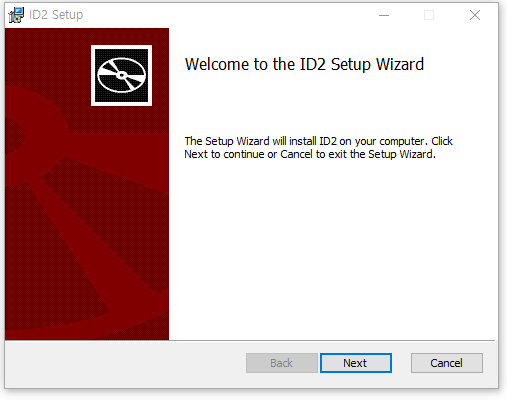 ID2 Setup
Welcome to the ID2 Setup Wizard
The Setup Wizard will install ID2 on your computer. Click
Next to continue or Cancel to exit the Setup Wizard.
Back
Next
Cancel